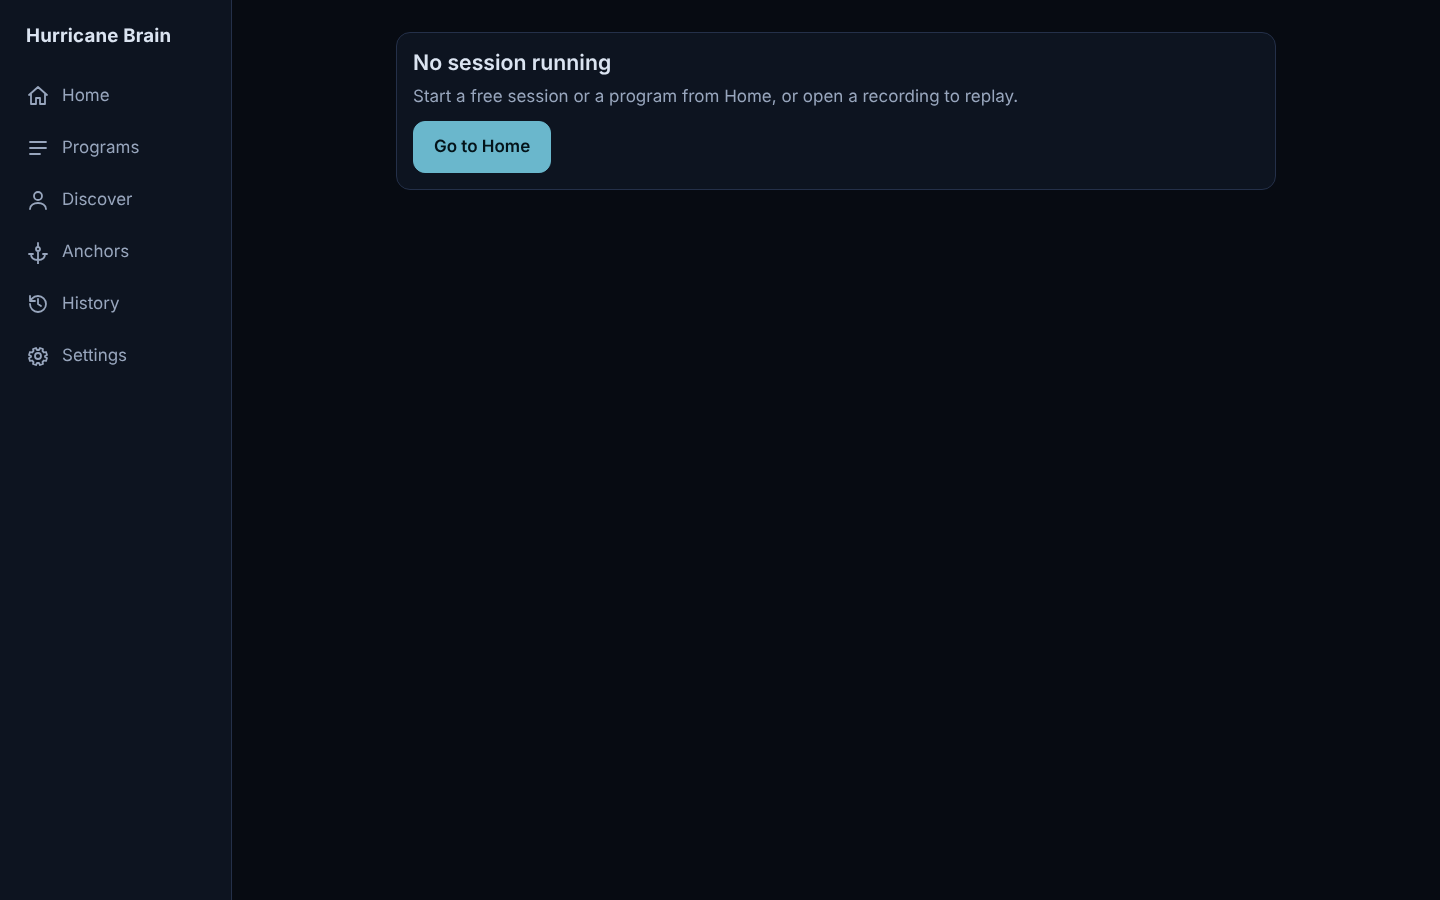 Hurricane Brain
Home
Programs
Discover
Anchors
History
Settings
No session running
Start a free session or a program from Home, or open a recording to replay.
Go to Home